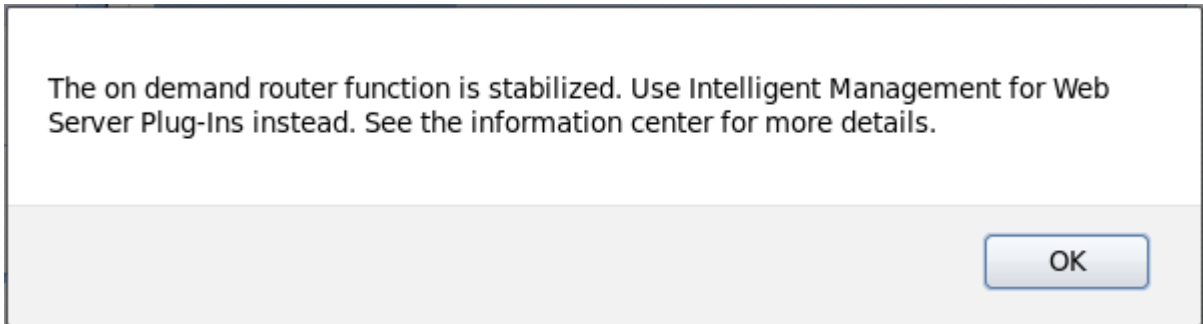 The on demand router function is stabilized. Use Intelligent Management for Web
Server Plug-Ins instead. See the information center for more details.
OK